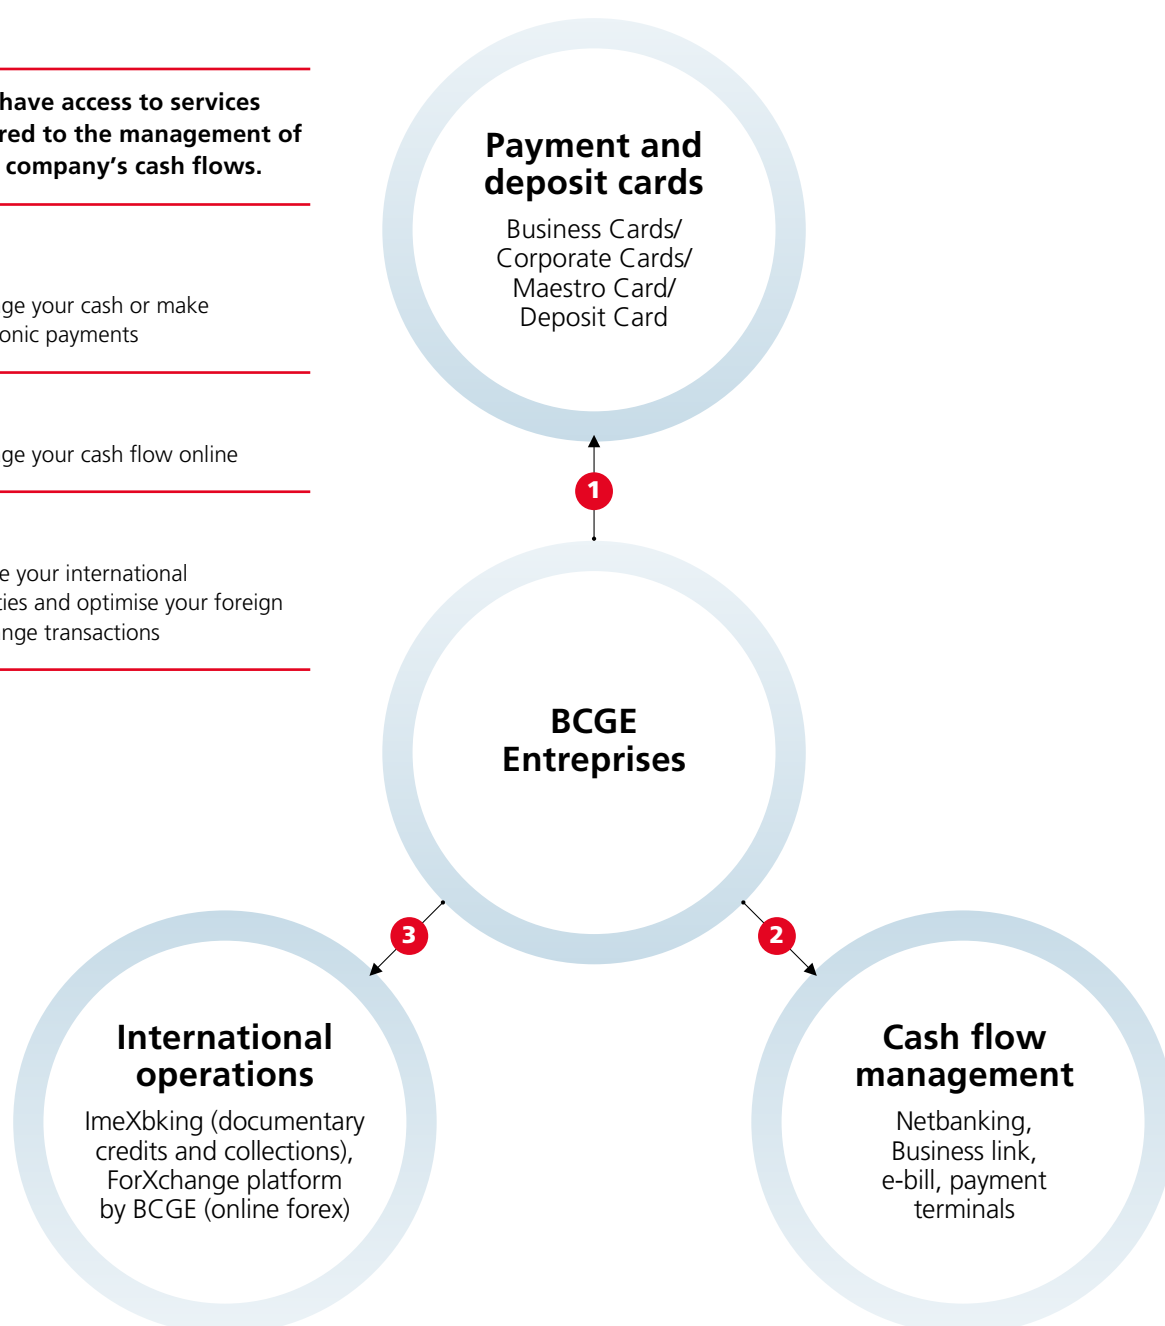 have access to services
red to the management of
company's cash flows.
ge your cash or make
onic payments
ge your cash flow online
e your international
ties and optimise your foreign
nge transactions
Payment and
deposit cards
Business Cards/
Corporate Cards/
Maestro Card/
Deposit Card
1
BCGE
Entreprises
3
2
International
operations
ImeXbking (documentary
credits and collections),
ForXchange platform
by BCGE (online forex)
Cash flow
management
Netbanking,
Business link,
e-bill, payment
terminals